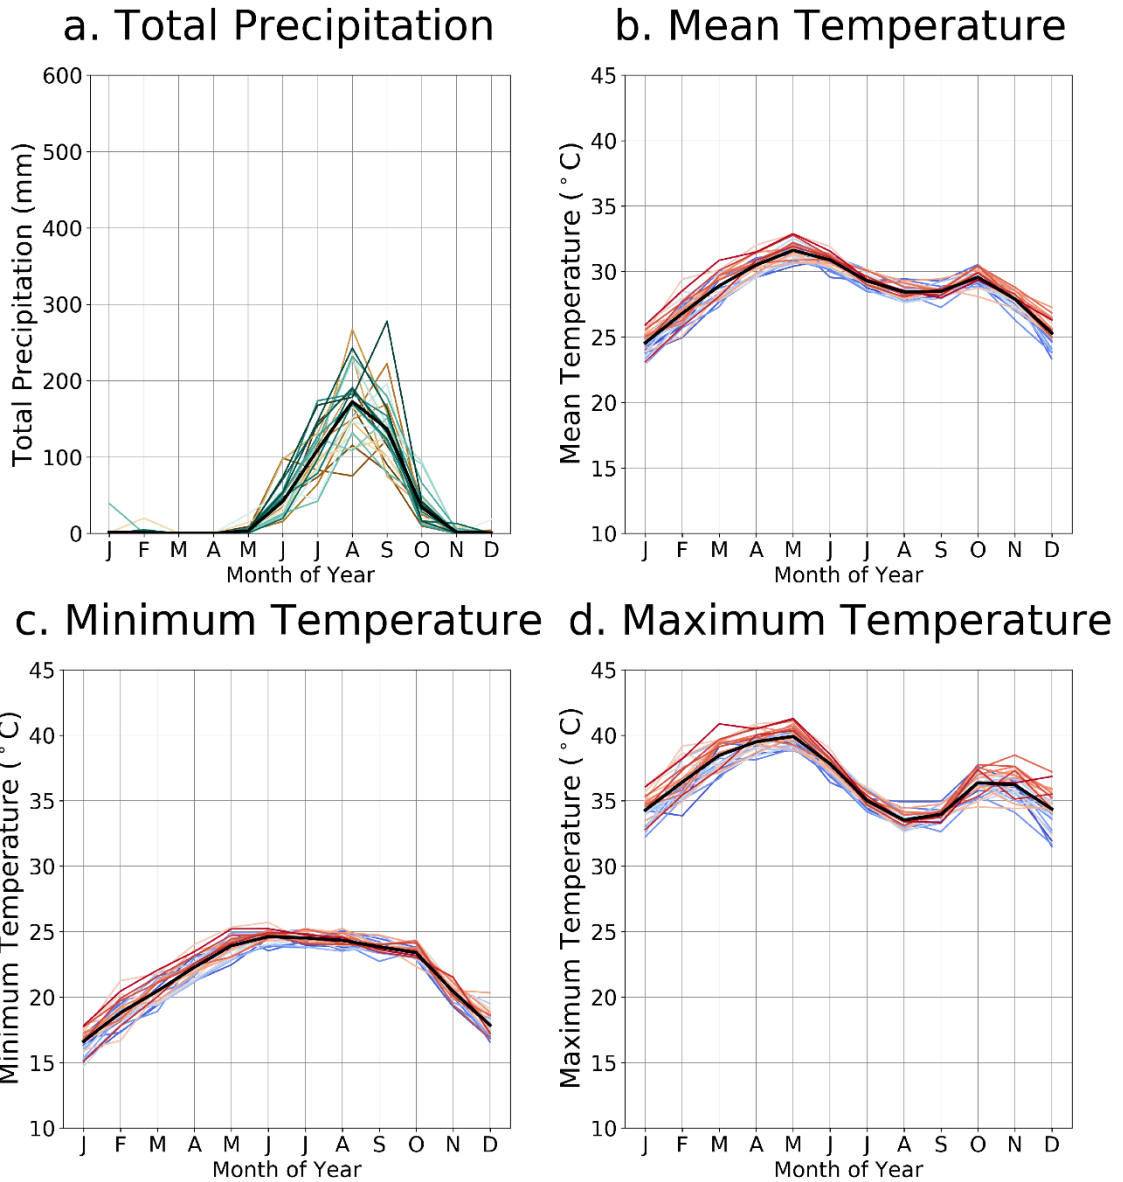 a. Total Precipitation
Total Precipitation (mm)
600
500
400
300
200
100
0
J F M A M J J A S O N D
Month of Year
b. Mean Temperature
Mean Temperature (°C)
45
40
35
30
25
20
15
10
J F M A M J J A S O N D
Month of Year
c. Minimum Temperature
Minimum Temperature (°C)
45
40
35
30
25
20
15
10
J F M A M J J A S O N D
Month of Year
d. Maximum Temperature
Maximum Temperature (°C)
45
40
35
30
25
20
15
10
J F M A M J J A S O N D
Month of Year